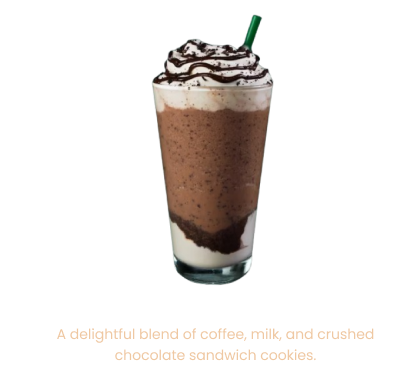 A delightful blend of coffee, milk, and crushed
chocolate sandwich cookies.